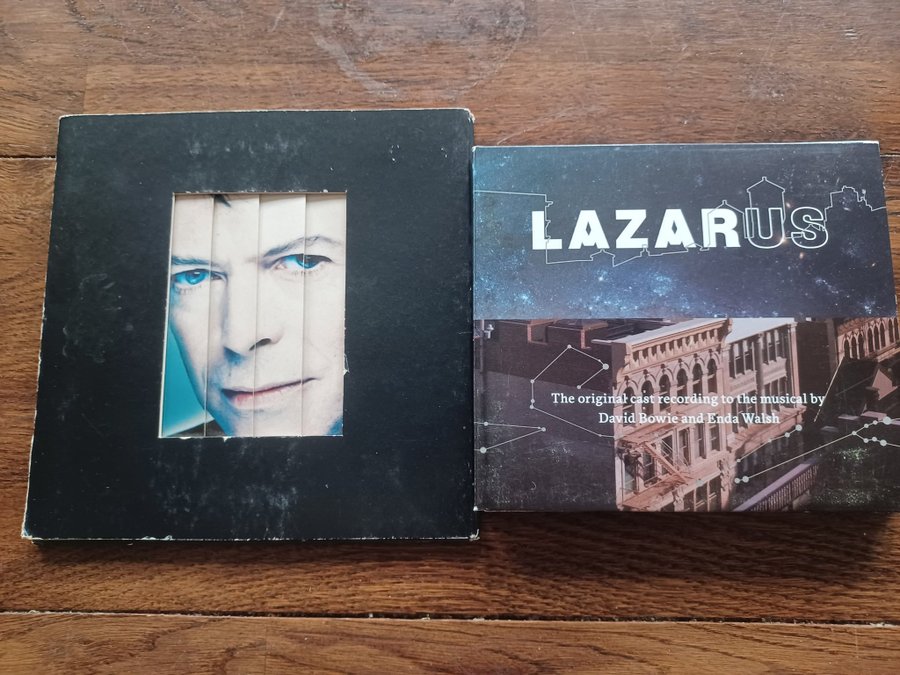 LAZARUS
The original cast recording to the musical by
David Bowie and Enda Walsh